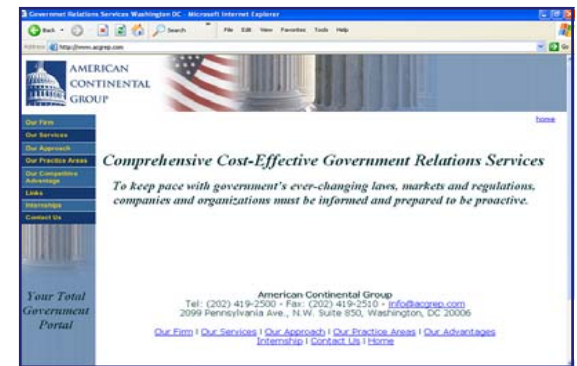 Government Relations Services Washington DC - Microsoft Internet Explorer
Back
Search
File Edit View Favorites Tools Help
Address http://www.acgrep.com
Go
AMERICAN
CONTINENTAL
GROUP
home
Our Firm
Our Services
Our Approach
Our Practice Areas
Our Competitive
Advantage
Links
Internships
Contact Us
Comprehensive Cost-Effective Government Relations Services
To keep pace with government's ever-changing laws, markets and regulations,
companies and organizations must be informed and prepared to be proactive.
Your Total
Government
Portal
American Continental Group
Tel: (202) 419-2500 - Fax: (202) 419-2510 - info@acgrep.com
2099 Pennsylvania Ave., N.W. Suite 850, Washington, DC 20006
Our Firm | Our Services | Our Approach | Our Practice Areas | Our Advantages
Internship | Contact Us | Home